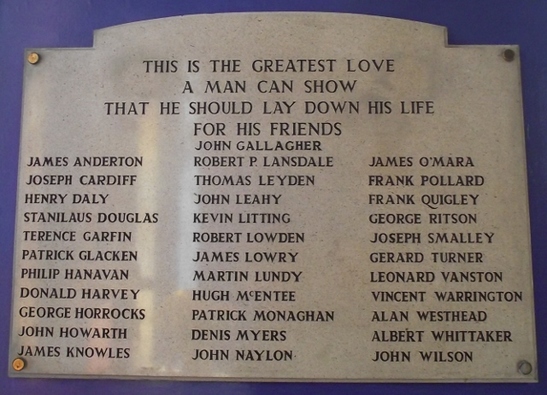 THIS IS THE GREATEST LOVE
A MAN CAN SHOW
THAT HE SHOULD LAY DOWN HIS LIFE
FOR HIS FRIENDS
JOHN GALLAGHER
JAMES ANDERTON ROBERT P. LANSDALE JAMES O'MARA
JOSEPH CARDIFF THOMAS LEYDEN FRANK POLLARD
HENRY DALY JOHN LEAHY FRANK QUIGLEY
STANILAUS DOUGLAS KEVIN LITTING GEORGE RITSON
TERENCE GARFIN ROBERT LOWDEN JOSEPH SMALLEY
PATRICK GLACKEN JAMES LOWRY GERARD TURNER
PHILIP HANAVAN MARTIN LUNDY LEONARD VANSTON
DONALD HARVEY HUGH McENTEE VINCENT WARRINGTON
GEORGE HORROCKS PATRICK MONAGHAN ALAN WESTHEAD
JOHN HOWARTH DENIS MYERS ALBERT WHITTAKER
JAMES KNOWLES JOHN NAYLON JOHN WILSON